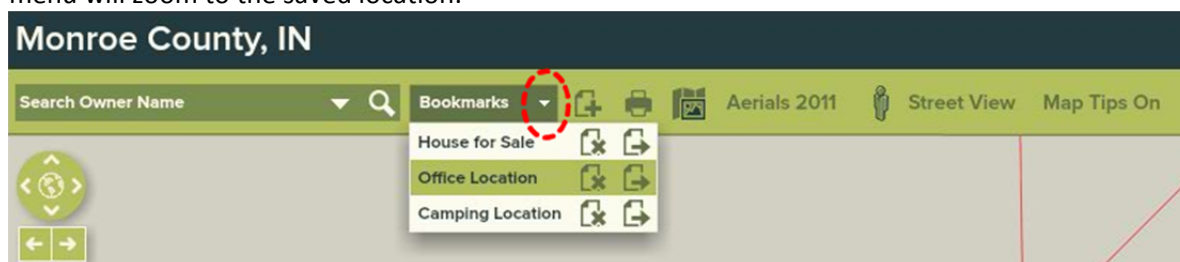 menu will zoom to the saved location.
Monroe County, IN
Search Owner Name Bookmarks Aerials 2011 Street View Map Tips On
House for Sale
Office Location
Camping Location